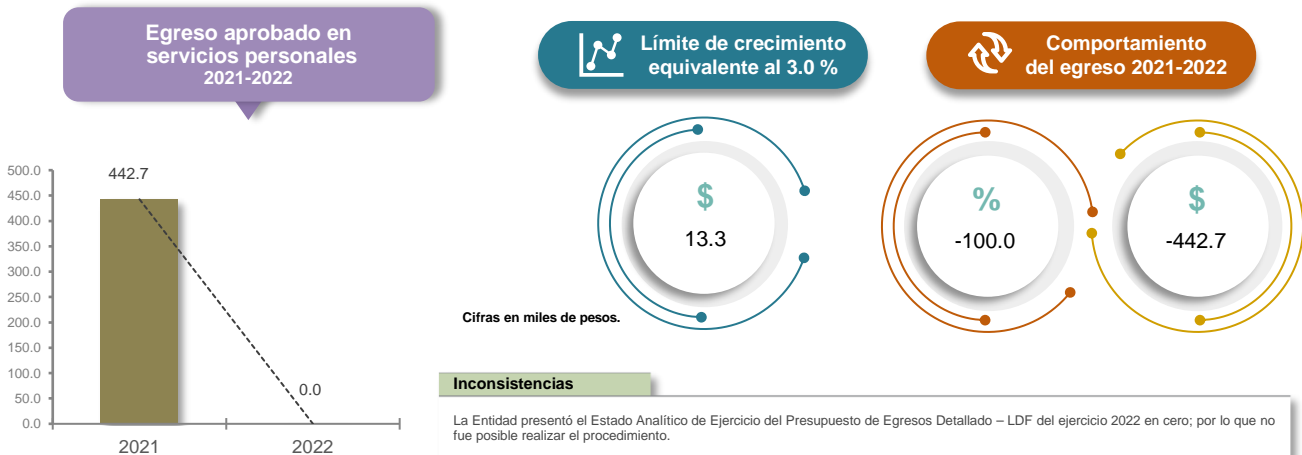 Egreso aprobado en
servicios personales
2021-2022
Límite de crecimiento
equivalente al 3.0 %
Comportamiento
del egreso 2021-2022
500.0
450.0
400.0
350.0
300.0
250.0
200.0
150.0
100.0
50.0
0.0
442.7
0.0
2021
2022
$
13.3
%
-100.0
$
-442.7
Cifras en miles de pesos.
Inconsistencias
La Entidad presentó el Estado Analítico de Ejercicio del Presupuesto de Egresos Detallado – LDF del ejercicio 2022 en cero; por lo que no
fue posible realizar el procedimiento.